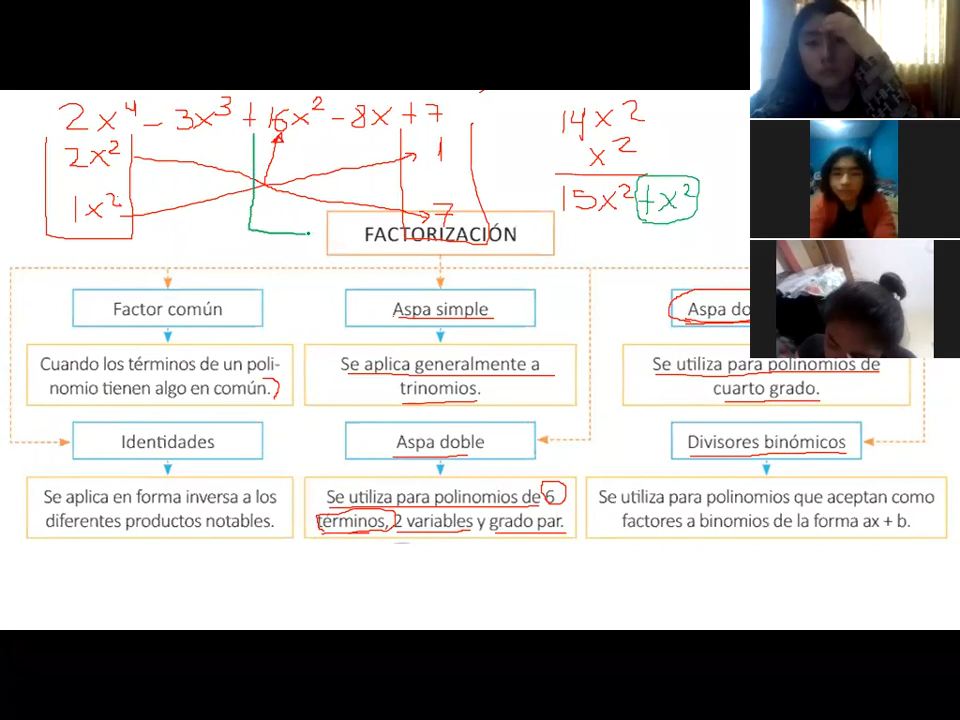 2x⁴ - 3x³ + 16x² - 8x + 7
2x² 1
1x² 7
14x²
x²
15x² +x²
FACTORIZACIÓN
Factor común
Cuando los términos de un poli-
nomio tienen algo en común.
Aspa simple
Se aplica generalmente a
trinomios.
Aspa do
Se utiliza para polinomios de
cuarto grado.
Identidades
Se aplica en forma inversa a los
diferentes productos notables.
Aspa doble
Se utiliza para polinomios de 6
términos, 2 variables y grado par.
Divisores binómicos
Se utiliza para polinomios que aceptan como
factores a binomios de la forma ax + b.